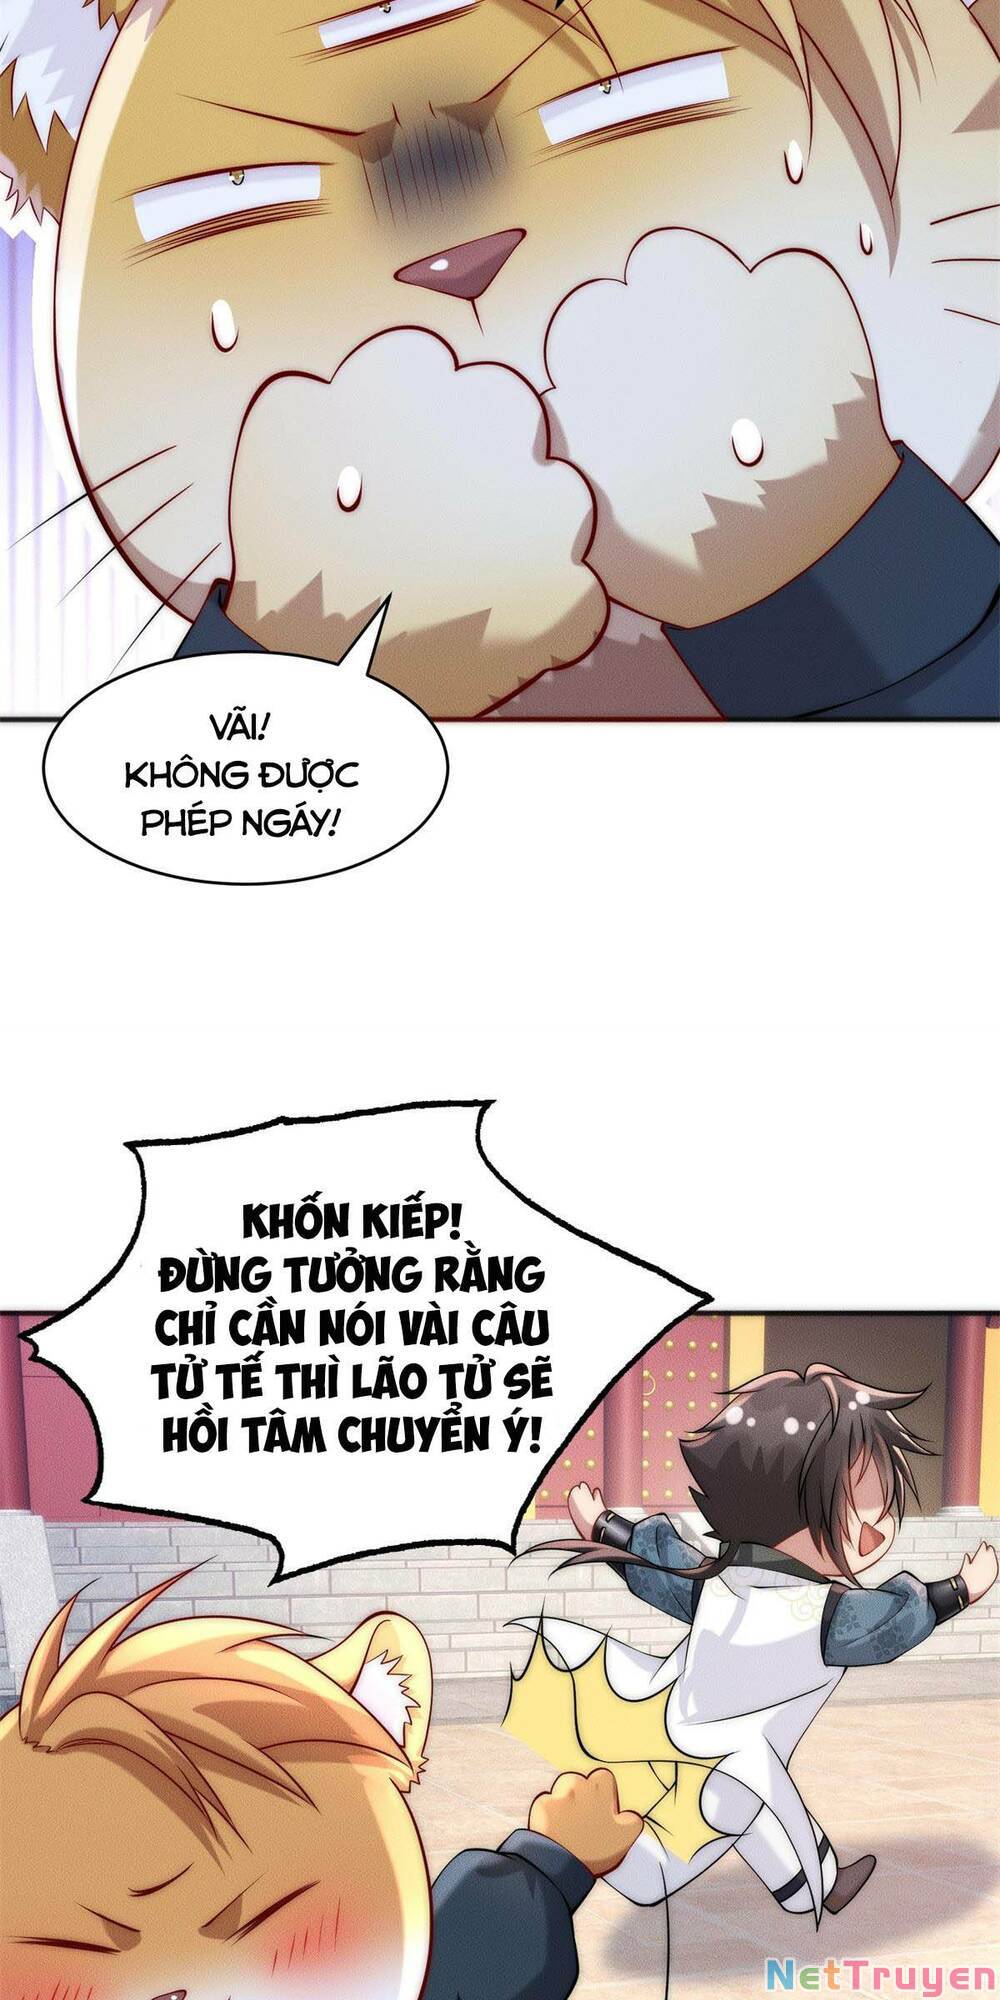 VÃI!
KHÔNG ĐƯỢC
PHÉP NGÁY!
KHỐN KIẾP!
ĐỪNG TƯỞNG RẰNG
CHỈ CẦN NÓI VÀI CÂU
TỬ TẾ THÌ LÃO TỬ SẼ
HỒI TÂM CHUYỂN Ý!
NetTruyen